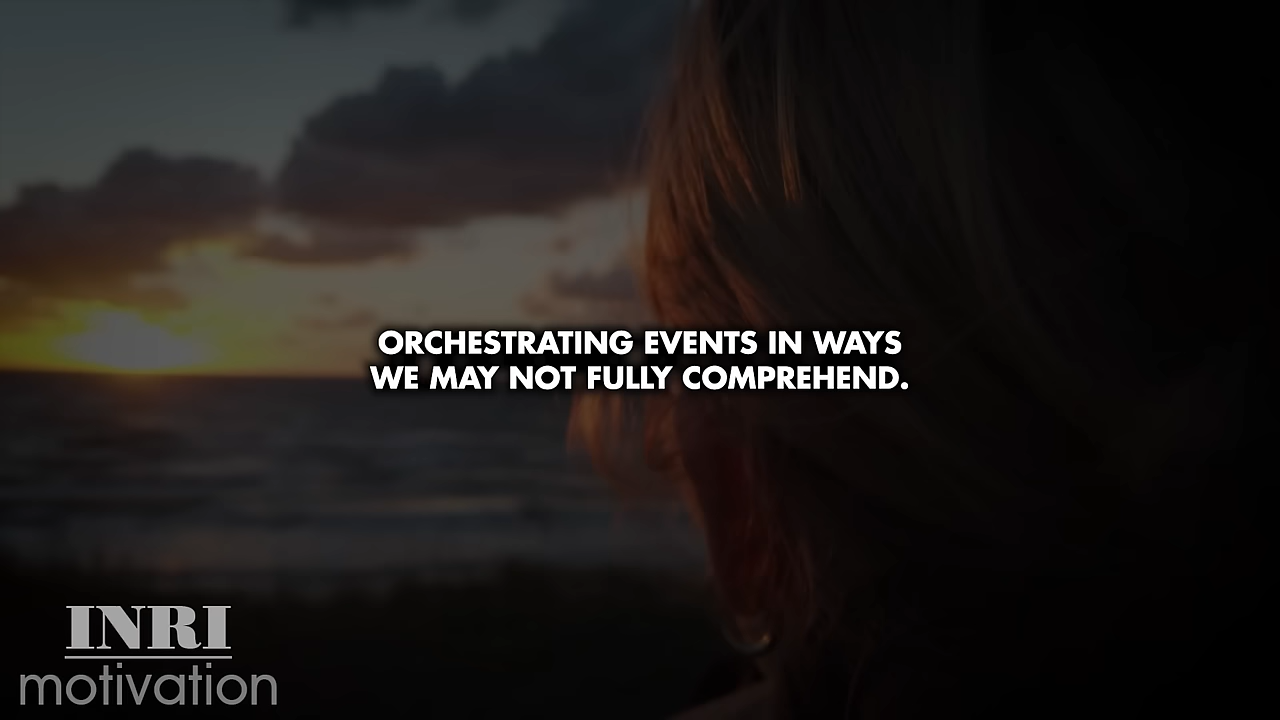 ORCHESTRATING EVENTS IN WAYS
WE MAY NOT FULLY COMPREHEND.
INRI
motivation